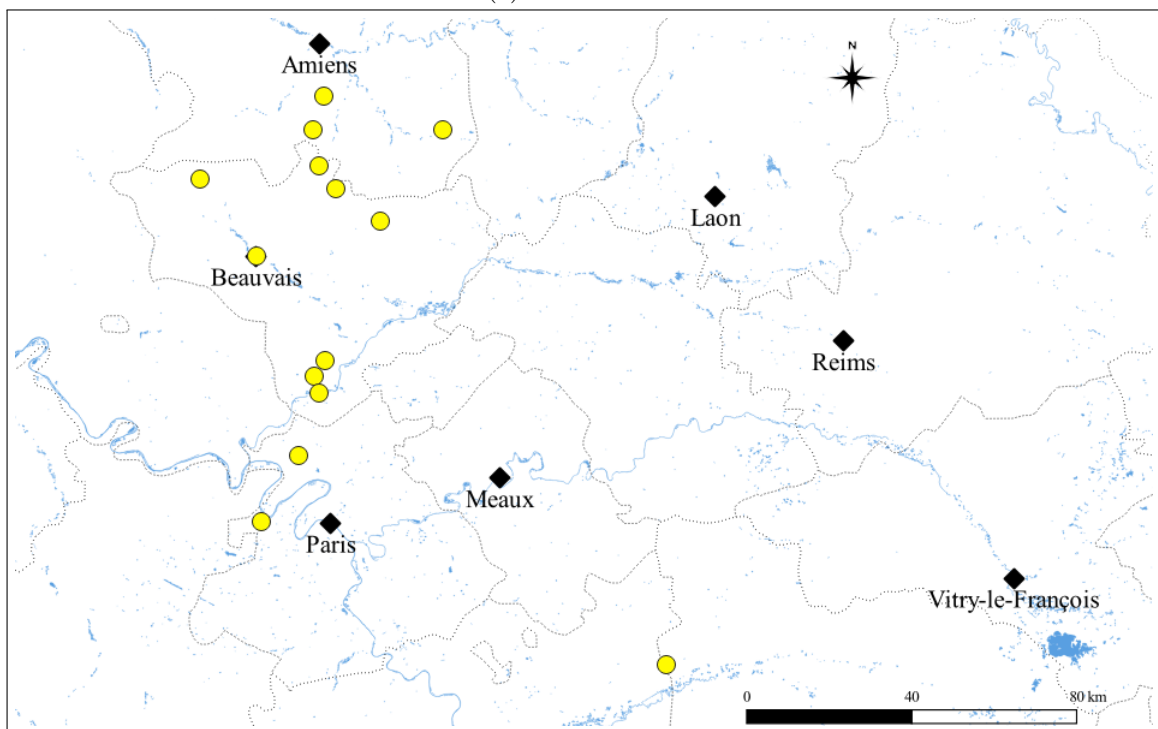 Amiens
N
Laon
Beauvais
Reims
Meaux
Paris
Vitry-le-François
0 40 80 km